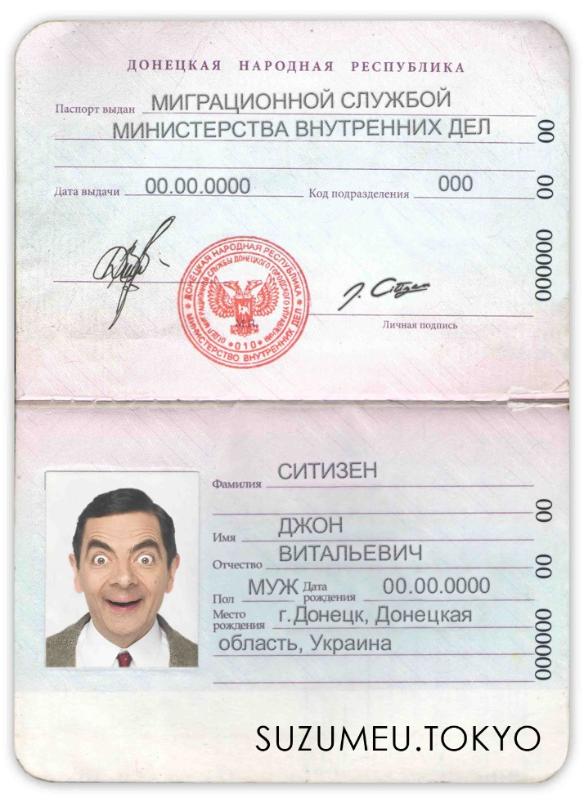 ДОНЕЦКАЯ НАРОДНАЯ РЕСПУБЛИКА
Паспорт выдан МИГРАЦИОННОЙ СЛУЖБОЙ
МИНИСТЕРСТВА ВНУТРЕННИХ ДЕЛ
00 00 000000
Дата выдачи 00.00.0000 Код подразделения 000
ДОНЕЦКАЯ НАРОДНАЯ РЕСПУБЛИКА
МИНИСТЕРСТВО ВНУТРЕННИХ ДЕЛ
010
J. Citizen
Личная подпись
Фамилия СИТИЗЕН
Имя ДЖОН
Отчество ВИТАЛЬЕВИЧ
Пол МУЖ Дата рождения 00.00.0000
Место рождения г.Донецк, Донецкая
область, Украина
00 00 000000
SUZUMEU.TOKYO